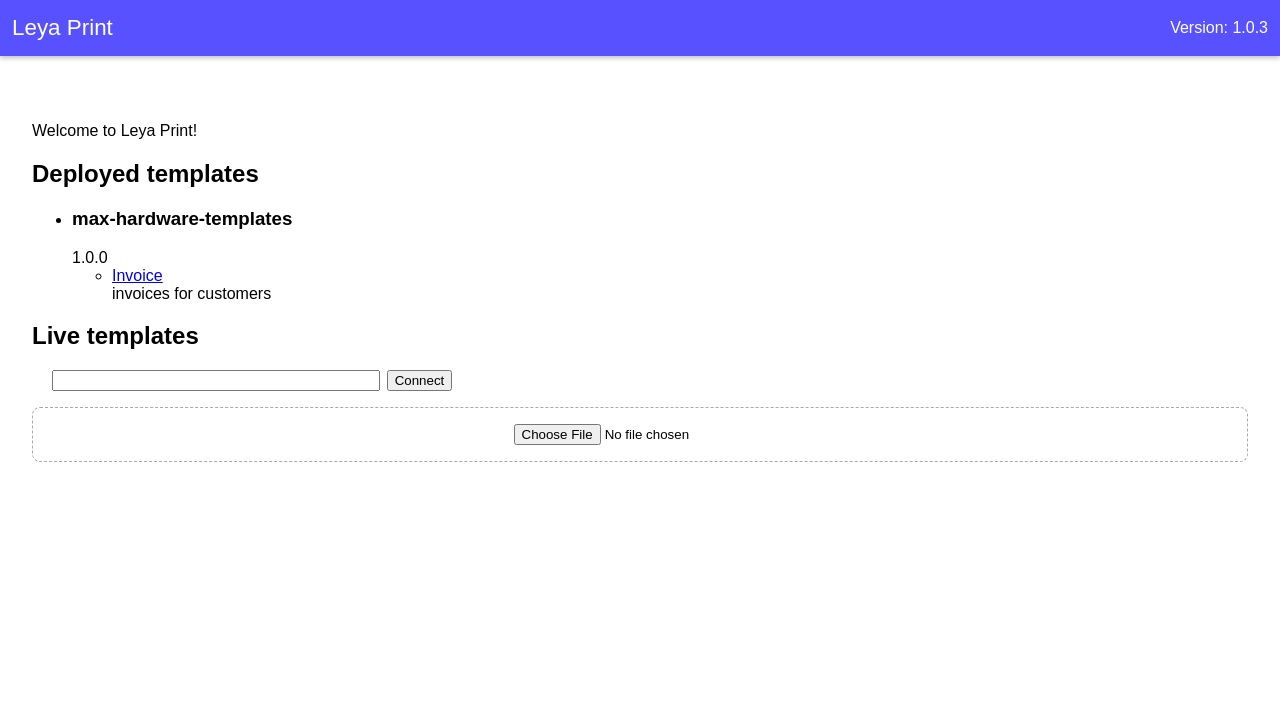 Leya Print
Version: 1.0.3
Welcome to Leya Print!
Deployed templates
max-hardware-templates
1.0.0
Invoice
invoices for customers
Live templates
Connect
Choose File No file chosen